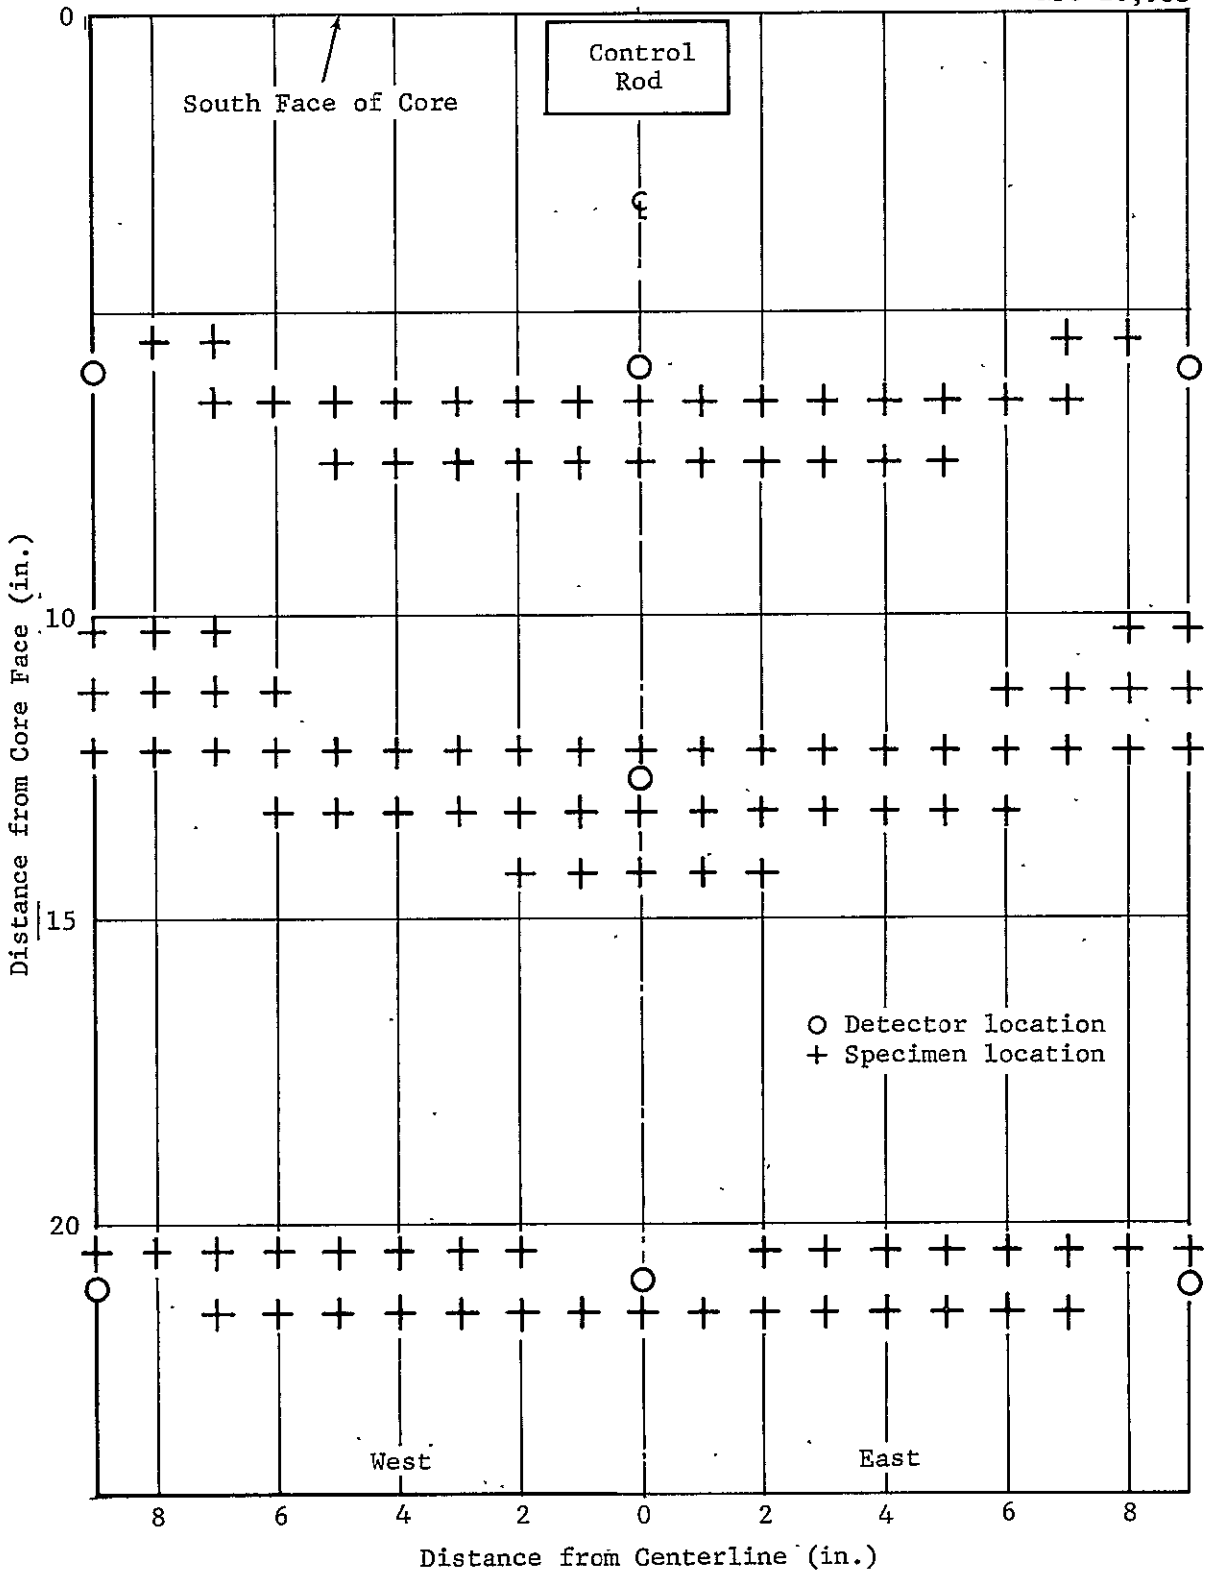 0
Control
Rod
South Face of Core
℄
Distance from Core Face (in.)
10
15
O Detector location
+ Specimen location
20
West
East
8 6 4 2 0 2 4 6 8
Distance from Centerline (in.)